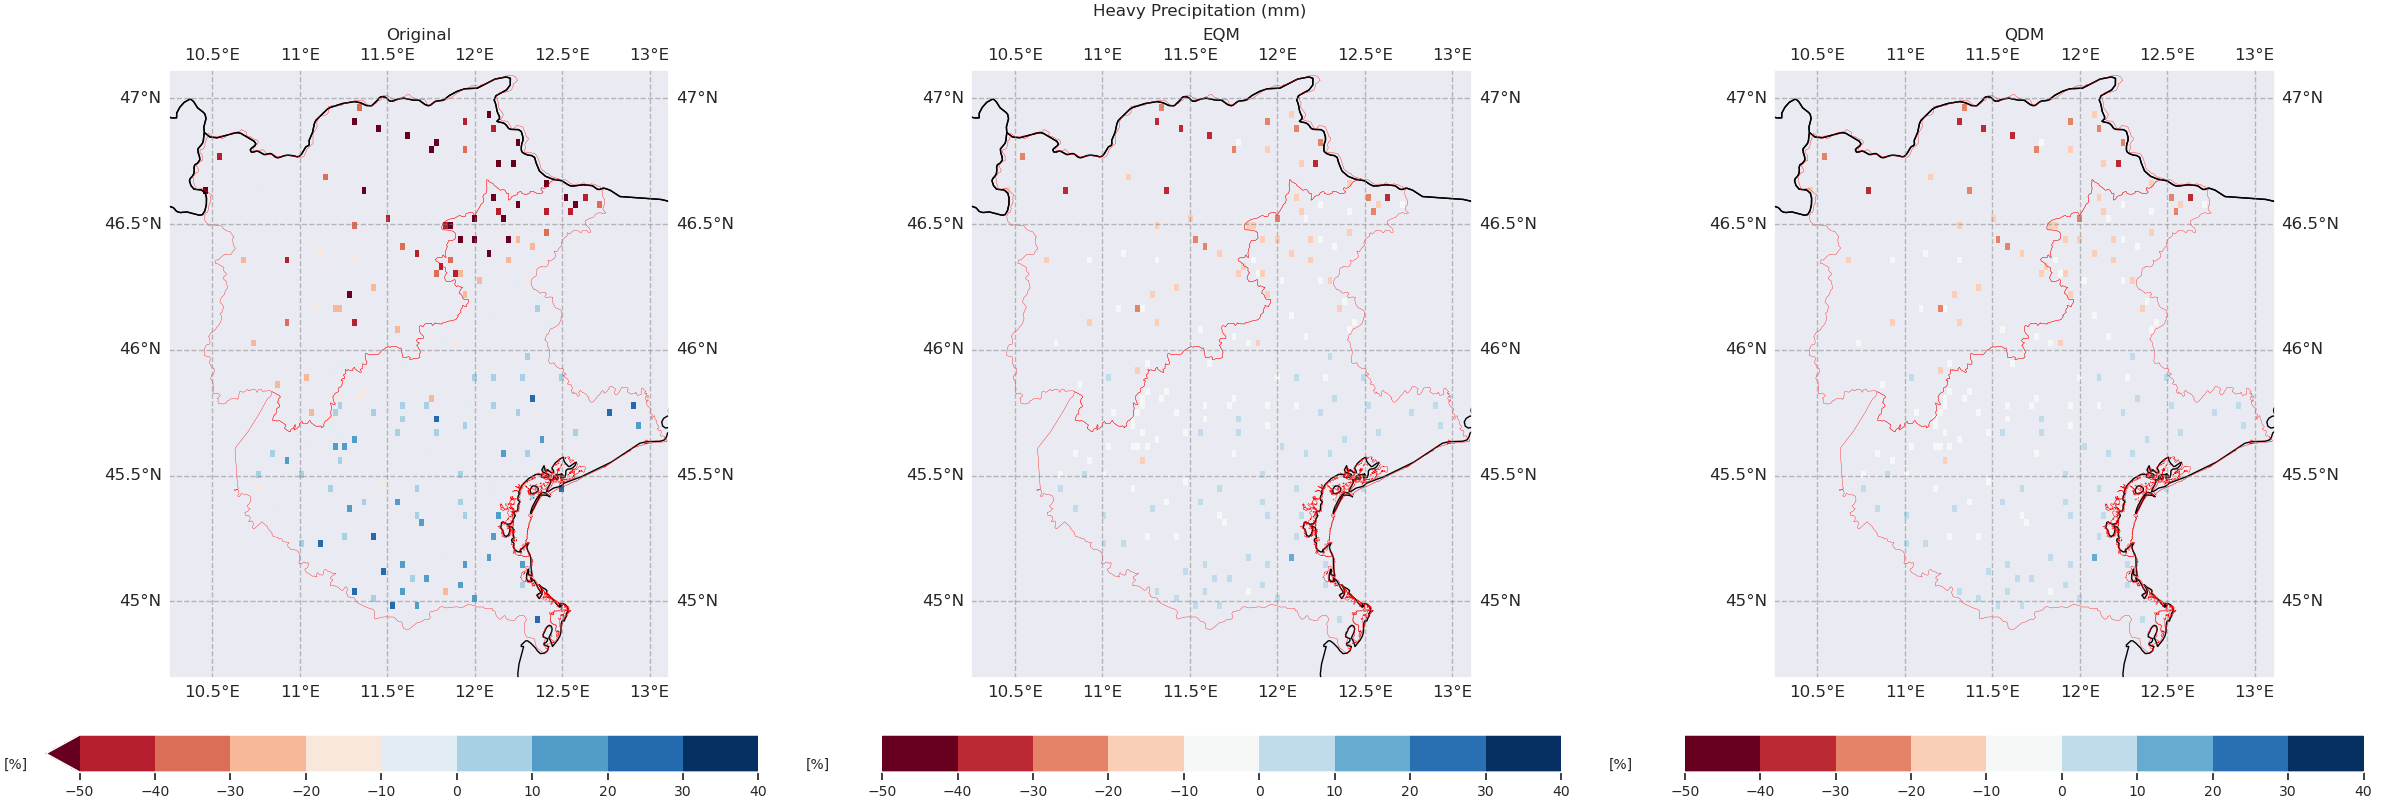 Heavy Precipitation (mm)
Original EQM QDM
10.5°E 11°E 11.5°E 12°E 12.5°E 13°E 10.5°E 11°E 11.5°E 12°E 12.5°E 13°E 10.5°E 11°E 11.5°E 12°E 12.5°E 13°E
47°N 47°N 47°N 47°N 47°N 47°N
46.5°N 46.5°N 46.5°N 46.5°N 46.5°N 46.5°N
46°N 46°N 46°N 46°N 46°N 46°N
45.5°N 45.5°N 45.5°N 45.5°N 45.5°N 45.5°N
45°N 45°N 45°N 45°N 45°N 45°N
10.5°E 11°E 11.5°E 12°E 12.5°E 13°E 10.5°E 11°E 11.5°E 12°E 12.5°E 13°E 10.5°E 11°E 11.5°E 12°E 12.5°E 13°E
[%] [%] [%]
−50 −40 −30 −20 −10 0 10 20 30 40 −50 −40 −30 −20 −10 0 10 20 30 40 −50 −40 −30 −20 −10 0 10 20 30 40